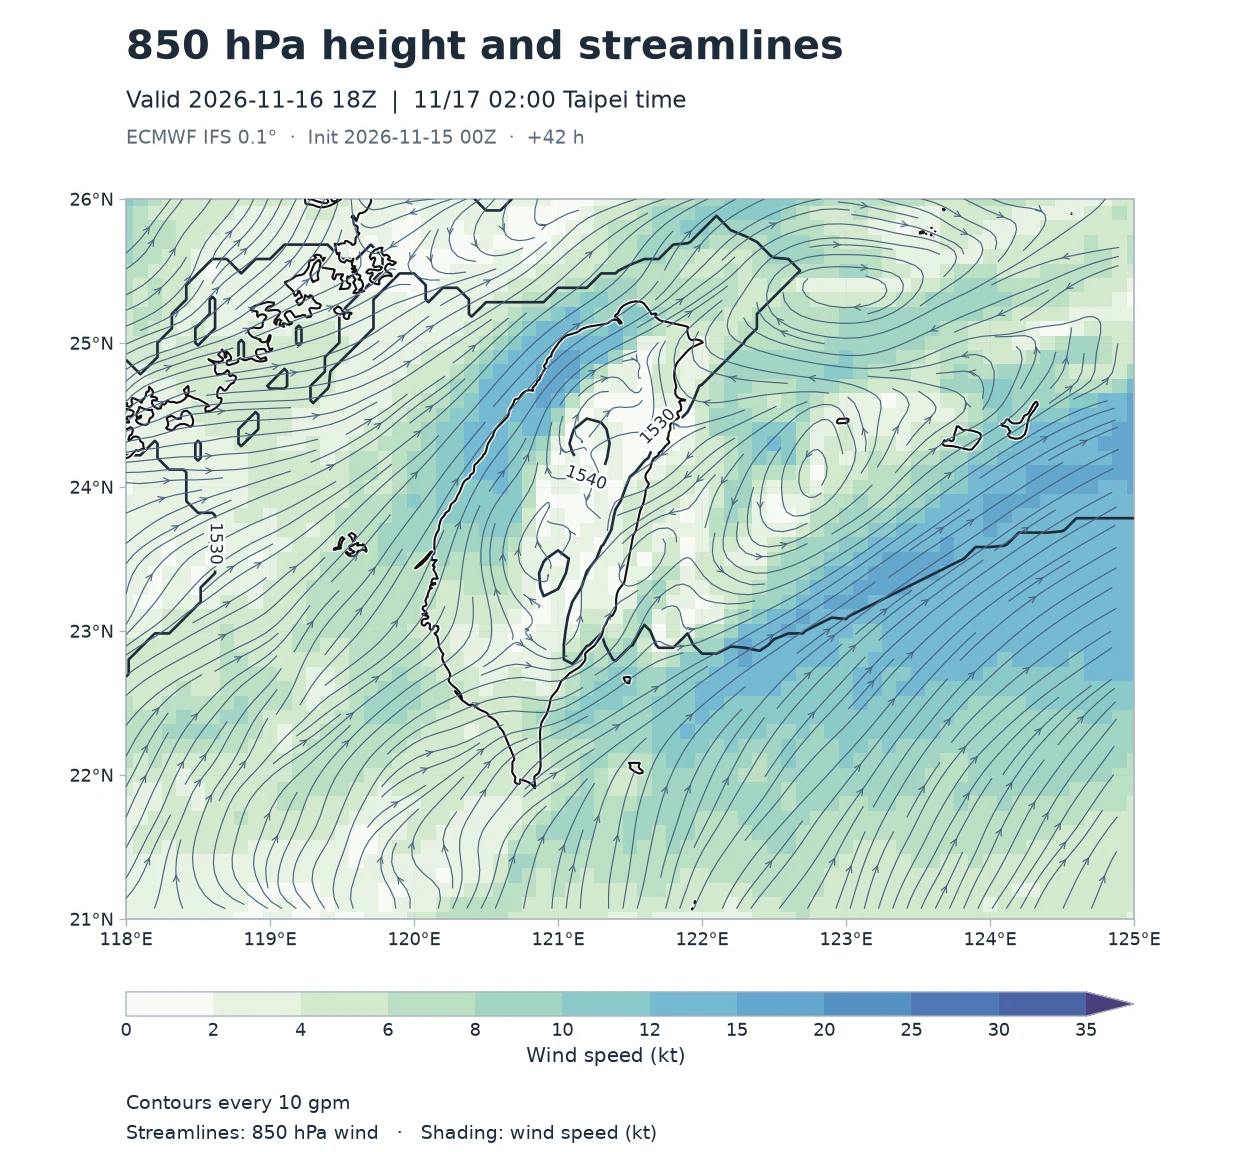 850 hPa height and streamlines
Valid 2026-11-16 18Z | 11/17 02:00 Taipei time
ECMWF IFS 0.1° · Init 2026-11-15 00Z · +42 h
26°N
25°N
24°N
23°N
22°N
21°N
1530
1540
1530
118°E 119°E 120°E 121°E 122°E 123°E 124°E 125°E
0 2 4 6 8 10 12 15 20 25 30 35
Wind speed (kt)
Contours every 10 gpm
Streamlines: 850 hPa wind · Shading: wind speed (kt)